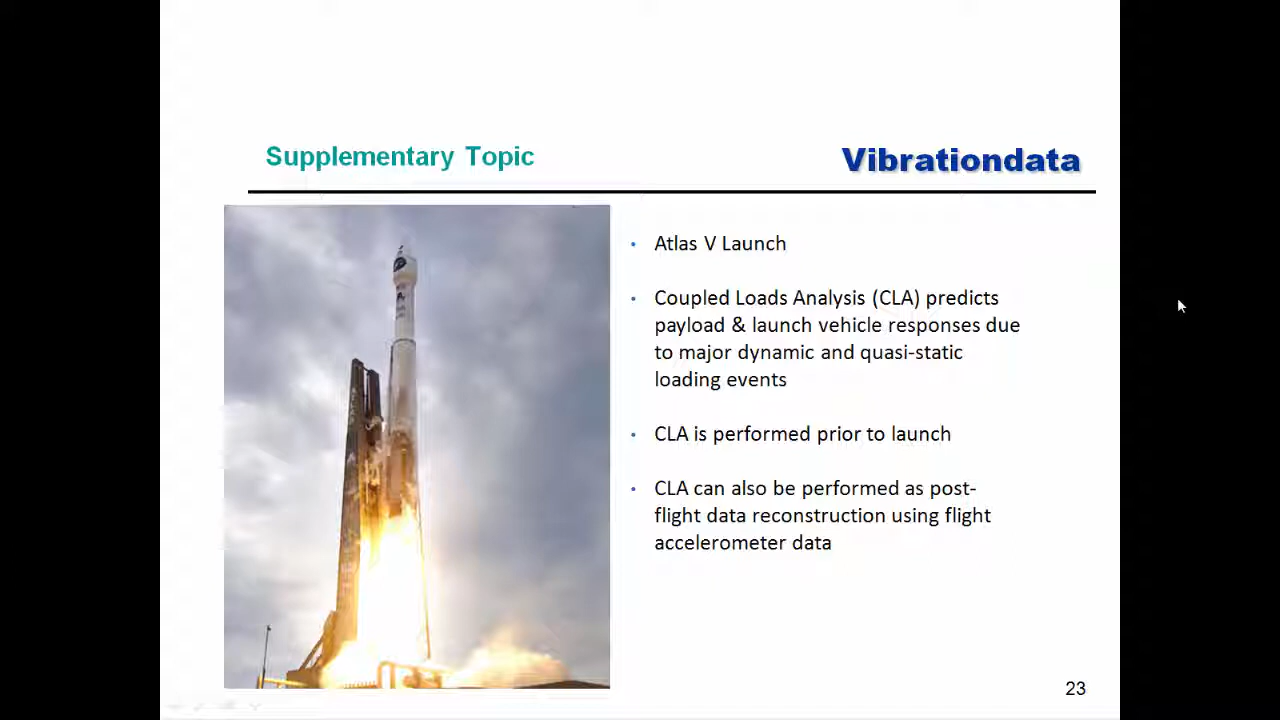 Supplementary Topic
Vibrationdata
• Atlas V Launch
• Coupled Loads Analysis (CLA) predicts
payload & launch vehicle responses due
to major dynamic and quasi-static
loading events
• CLA is performed prior to launch
• CLA can also be performed as post-
flight data reconstruction using flight
accelerometer data
23